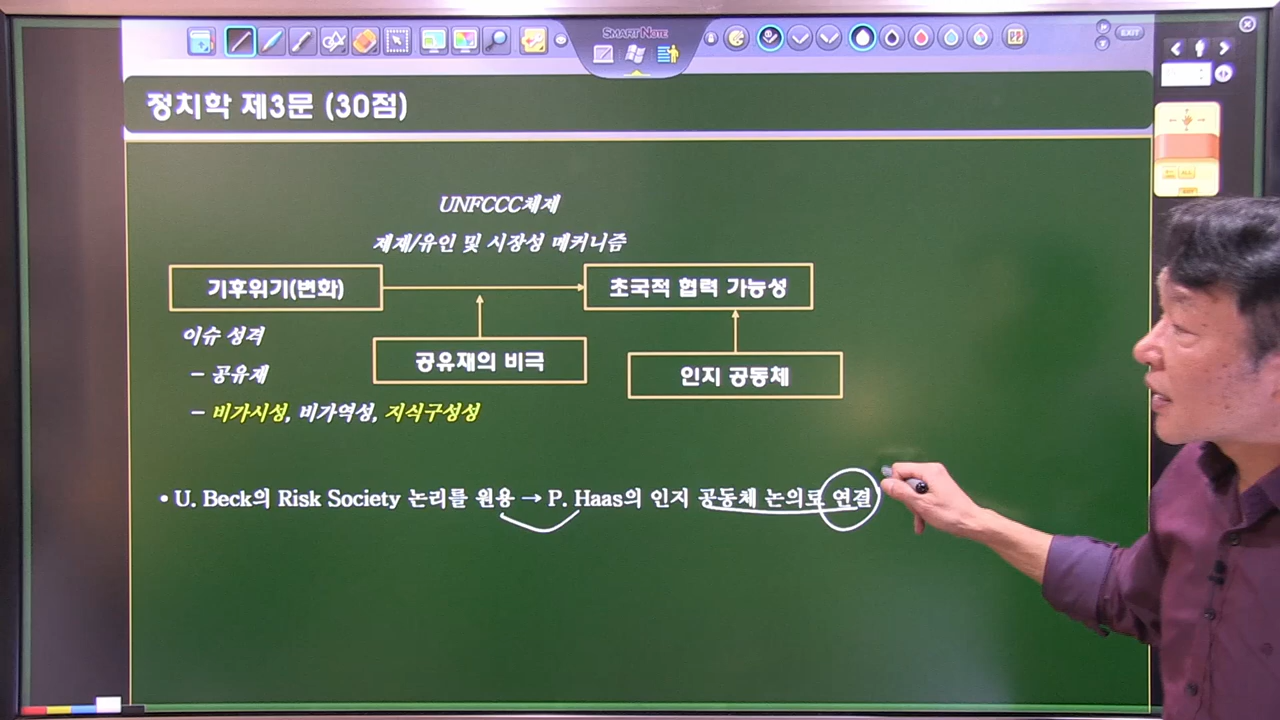 SMART NOTE
EXIT
정치학 제3문 (30점)
UNFCCC체제
제재/유인 및 시장성 매커니즘
기후위기(변화)
초국적 협력 가능성
이슈 성격
공유재의 비극
인지 공동체
– 공유재
– 비가시성, 비가역성, 지식구성성
• U. Beck의 Risk Society 논리를 원용 → P. Haas의 인지 공동체 논의로 연결